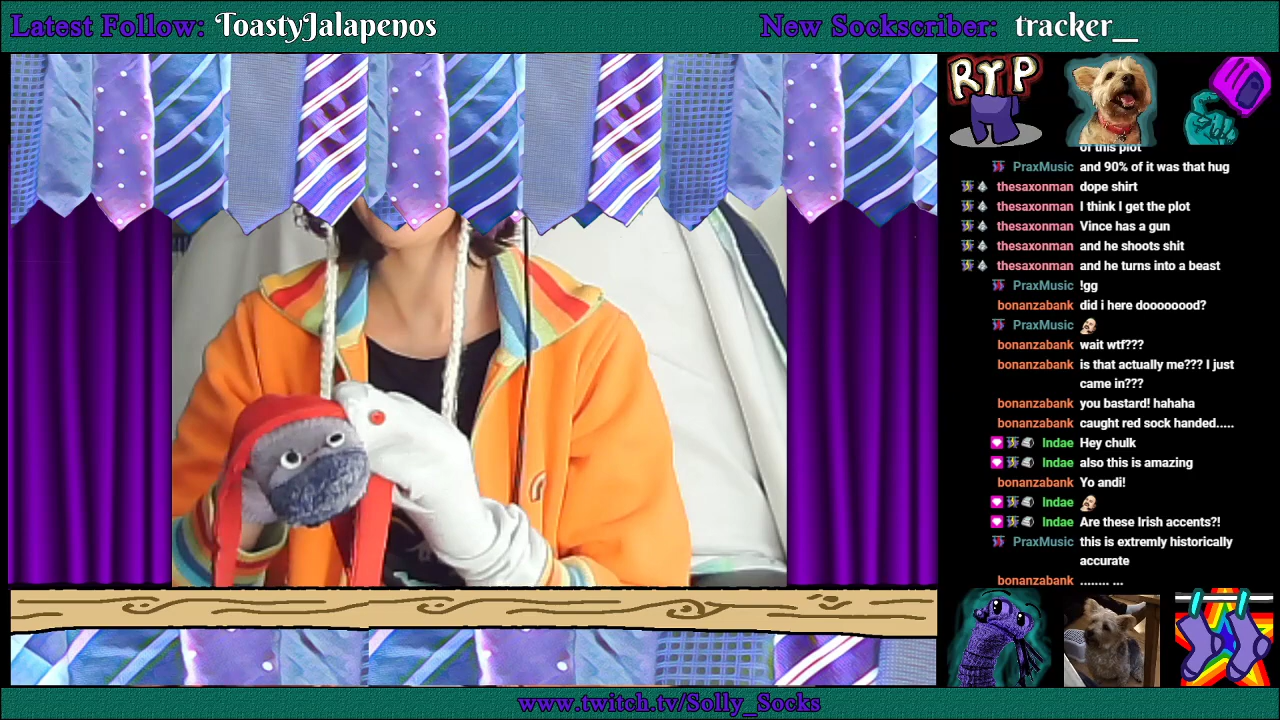 Latest Follow: ToastyJalapenos
New Sockscriber: tracker__
RIP
of this plot
PraxMusic and 90% of it was that hug
thesaxonman dope shirt
thesaxonman I think I get the plot
thesaxonman Vince has a gun
thesaxonman and he shoots shit
thesaxonman and he turns into a beast
PraxMusic !gg
bonanzabank did i here doooooood?
PraxMusic
bonanzabank wait wtf???
bonanzabank is that actually me??? I just
came in???
bonanzabank you bastard! hahaha
bonanzabank caught red sock handed.....
Indae Hey chulk
Indae also this is amazing
bonanzabank Yo andi!
Indae
Indae Are these Irish accents?!
PraxMusic this is extremly historically
accurate
bonanzabank ........ ...
www.twitch.tv/Solly_Socks